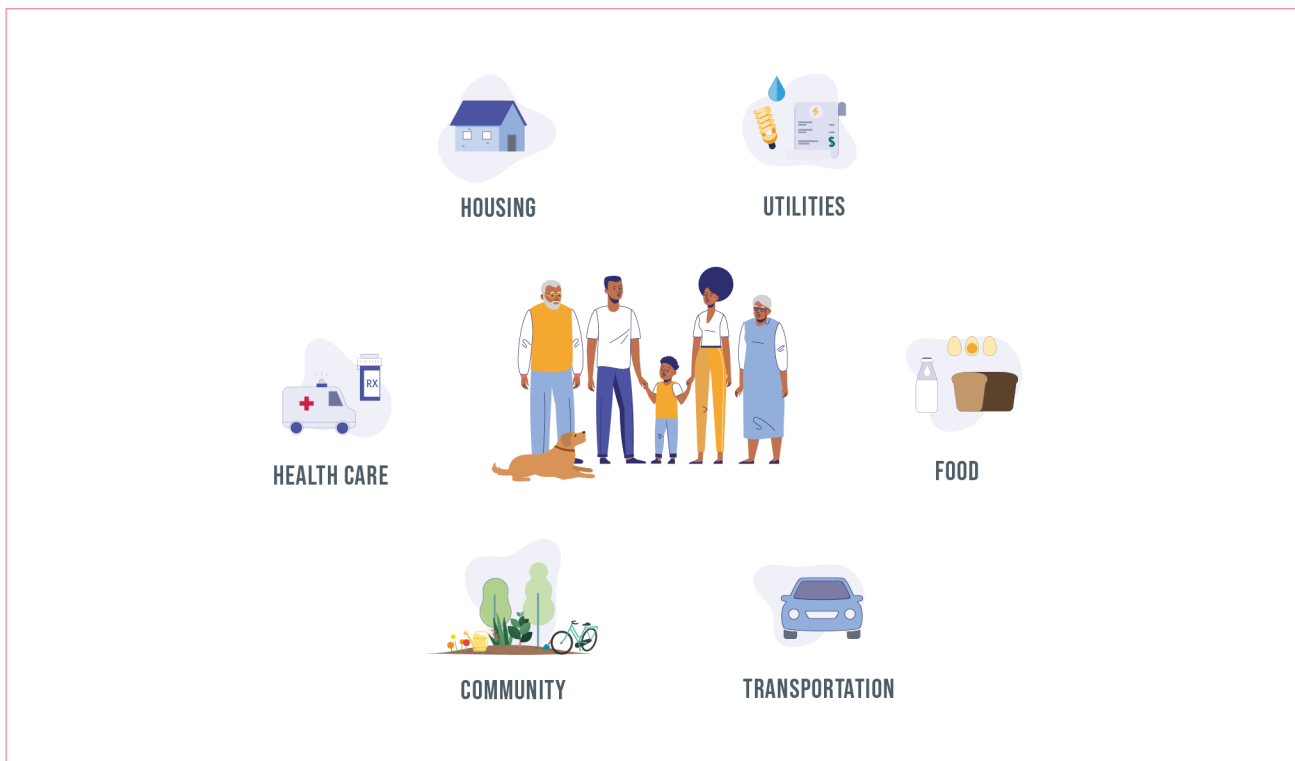 HOUSING
UTILITIES
RX
HEALTH CARE
$
FOOD
COMMUNITY
TRANSPORTATION